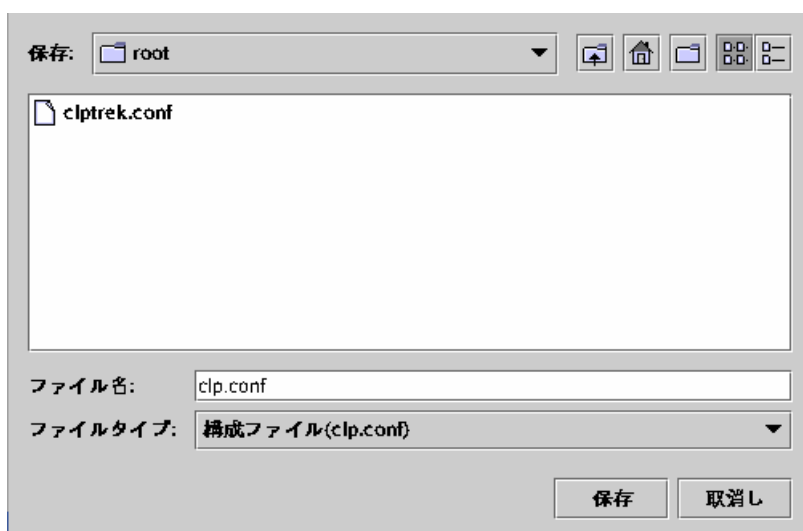 保存: root
clptrek.conf
ファイル名: clp.conf
ファイルタイプ: 構成ファイル(clp.conf)
保存 取消し